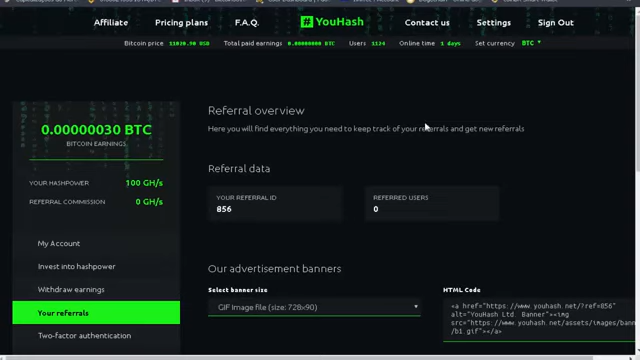 Affiliate Pricing plans F.A.Q. # YouHash Contact us Settings Sign Out
Bitcoin price USD Total paid earnings 0.00000000 BTC Users 1124 Online time 1 days Set currency BTC
0.00000030 BTC
BITCOIN EARNINGS
YOUR HASHPOWER 100 GH/s
REFERRAL COMMISSION 0 GH/s
My Account
Invest into hashpower
Withdraw earnings
Your referrals
Two-factor authentication
Referral overview
Here you will find everything you need to keep track of your referrals and get new referrals
Referral data
YOUR REFERRAL ID
856
REFERRED USERS
0
Our advertisement banners
Select banner size
GIF Image file (size: 728x90)
HTML Code
<a href="https://www.youhash.net/?ref=856"
alt="YouHash Ltd. Banner"><img
src="https://www.youhash.net/assets/images/bann
/b1.gif"></a>